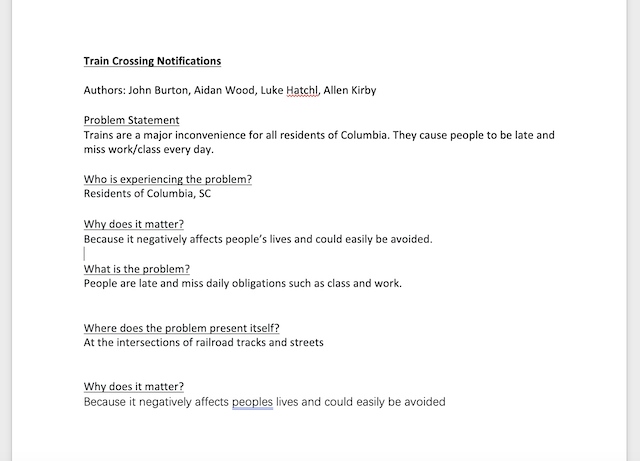 Train Crossing Notifications
Authors: John Burton, Aidan Wood, Luke Hatchl, Allen Kirby
Problem Statement
Trains are a major inconvenience for all residents of Columbia. They cause people to be late and
miss work/class every day.
Who is experiencing the problem?
Residents of Columbia, SC
Why does it matter?
Because it negatively affects people’s lives and could easily be avoided.
What is the problem?
People are late and miss daily obligations such as class and work.
Where does the problem present itself?
At the intersections of railroad tracks and streets
Why does it matter?
Because it negatively affects peoples lives and could easily be avoided